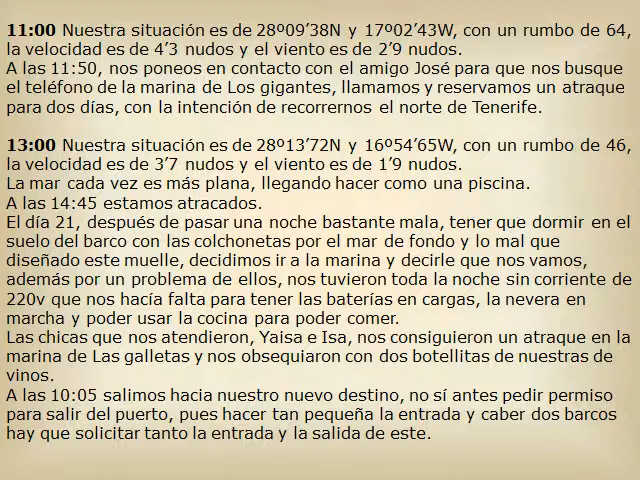 11:00 Nuestra situación es de 28º09’38N y 17º02’43W, con un rumbo de 64,
la velocidad es de 4’3 nudos y el viento es de 2’9 nudos.
A las 11:50, nos poneos en contacto con el amigo José para que nos busque
el teléfono de la marina de Los gigantes, llamamos y reservamos un atraque
para dos días, con la intención de recorrernos el norte de Tenerife.
13:00 Nuestra situación es de 28º13’72N y 16º54’65W, con un rumbo de 46,
la velocidad es de 3’7 nudos y el viento es de 1’9 nudos.
La mar cada vez es más plana, llegando hacer como una piscina.
A las 14:45 estamos atracados.
El día 21, después de pasar una noche bastante mala, tener que dormir en el
suelo del barco con las colchonetas por el mar de fondo y lo mal que
diseñado este muelle, decidimos ir a la marina y decirle que nos vamos,
además por un problema de ellos, nos tuvieron toda la noche sin corriente de
220v que nos hacía falta para tener las baterías en cargas, la nevera en
marcha y poder usar la cocina para poder comer.
Las chicas que nos atendieron, Yaisa e Isa, nos consiguieron un atraque en la
marina de Las galletas y nos obsequiaron con dos botellitas de nuestras de
vinos.
A las 10:05 salimos hacia nuestro nuevo destino, no sí antes pedir permiso
para salir del puerto, pues hacer tan pequeña la entrada y caber dos barcos
hay que solicitar tanto la entrada y la salida de este.